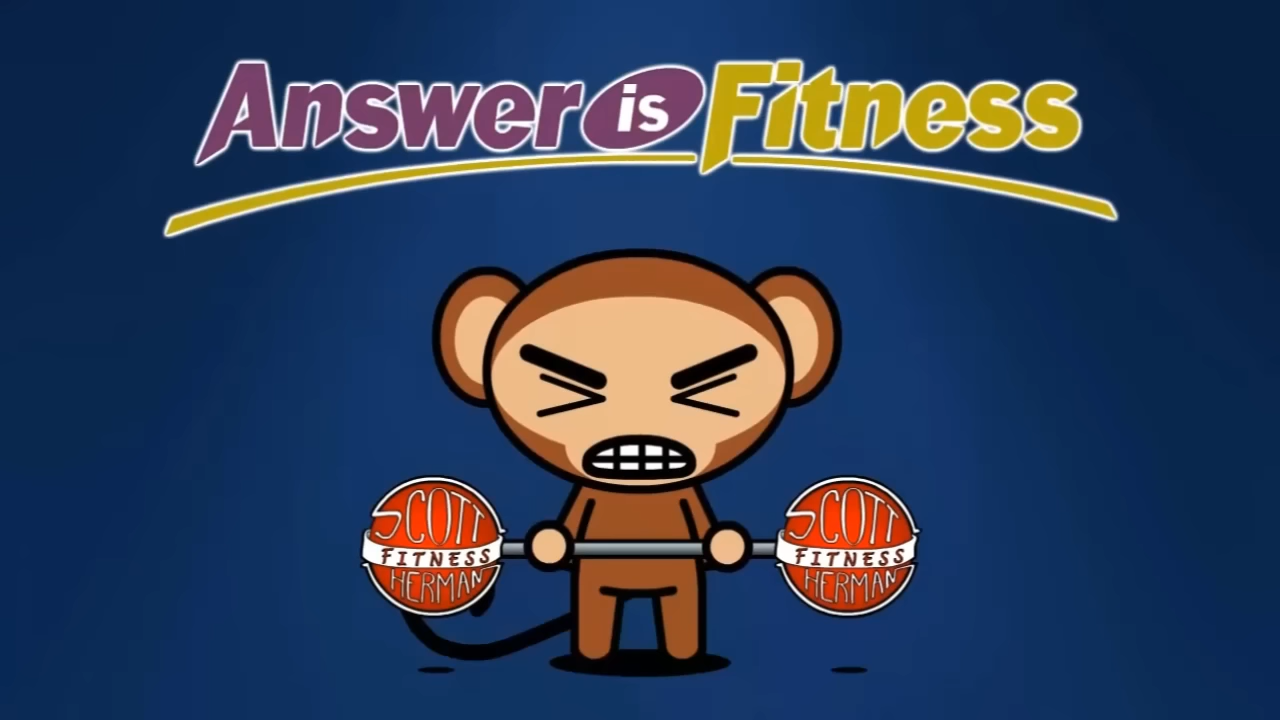 Answer is Fitness
SCOTT
FITNESS
HERMAN
SCOTT
FITNESS
HERMAN